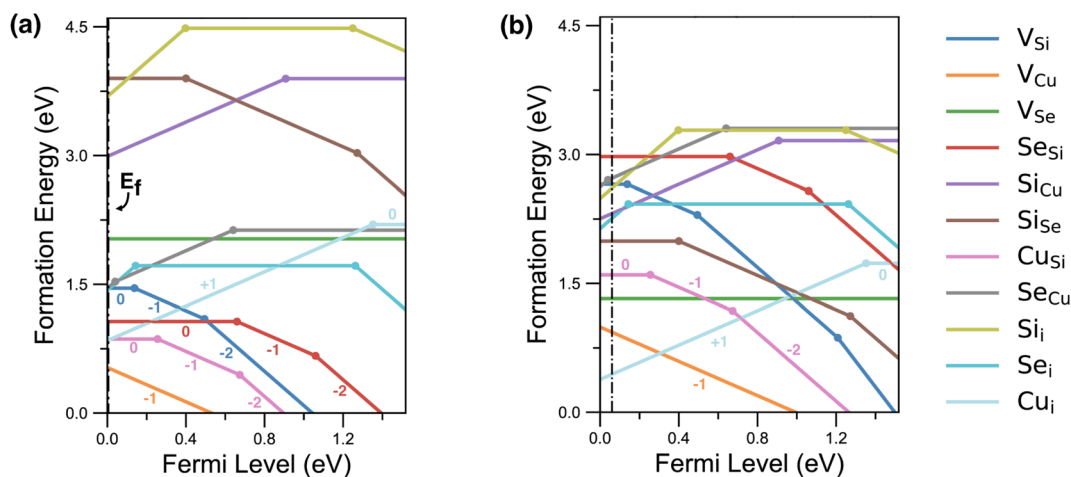 (a)
Formation Energy (eV)
4.5
3.0
1.5
0.0
E_f
0
+1
0
-1
-2
0
-1
-2
0
-1
-2
-1
0.0
0.4
0.8
1.2
Fermi Level (eV)
(b)
Formation Energy (eV)
4.5
3.0
1.5
0.0
0
-1
-2
0
+1
-1
0.0
0.4
0.8
1.2
Fermi Level (eV)
V_Si
V_Cu
V_Se
Se_Si
Si_Cu
Si_Se
Cu_Si
Se_Cu
Si_i
Se_i
Cu_i